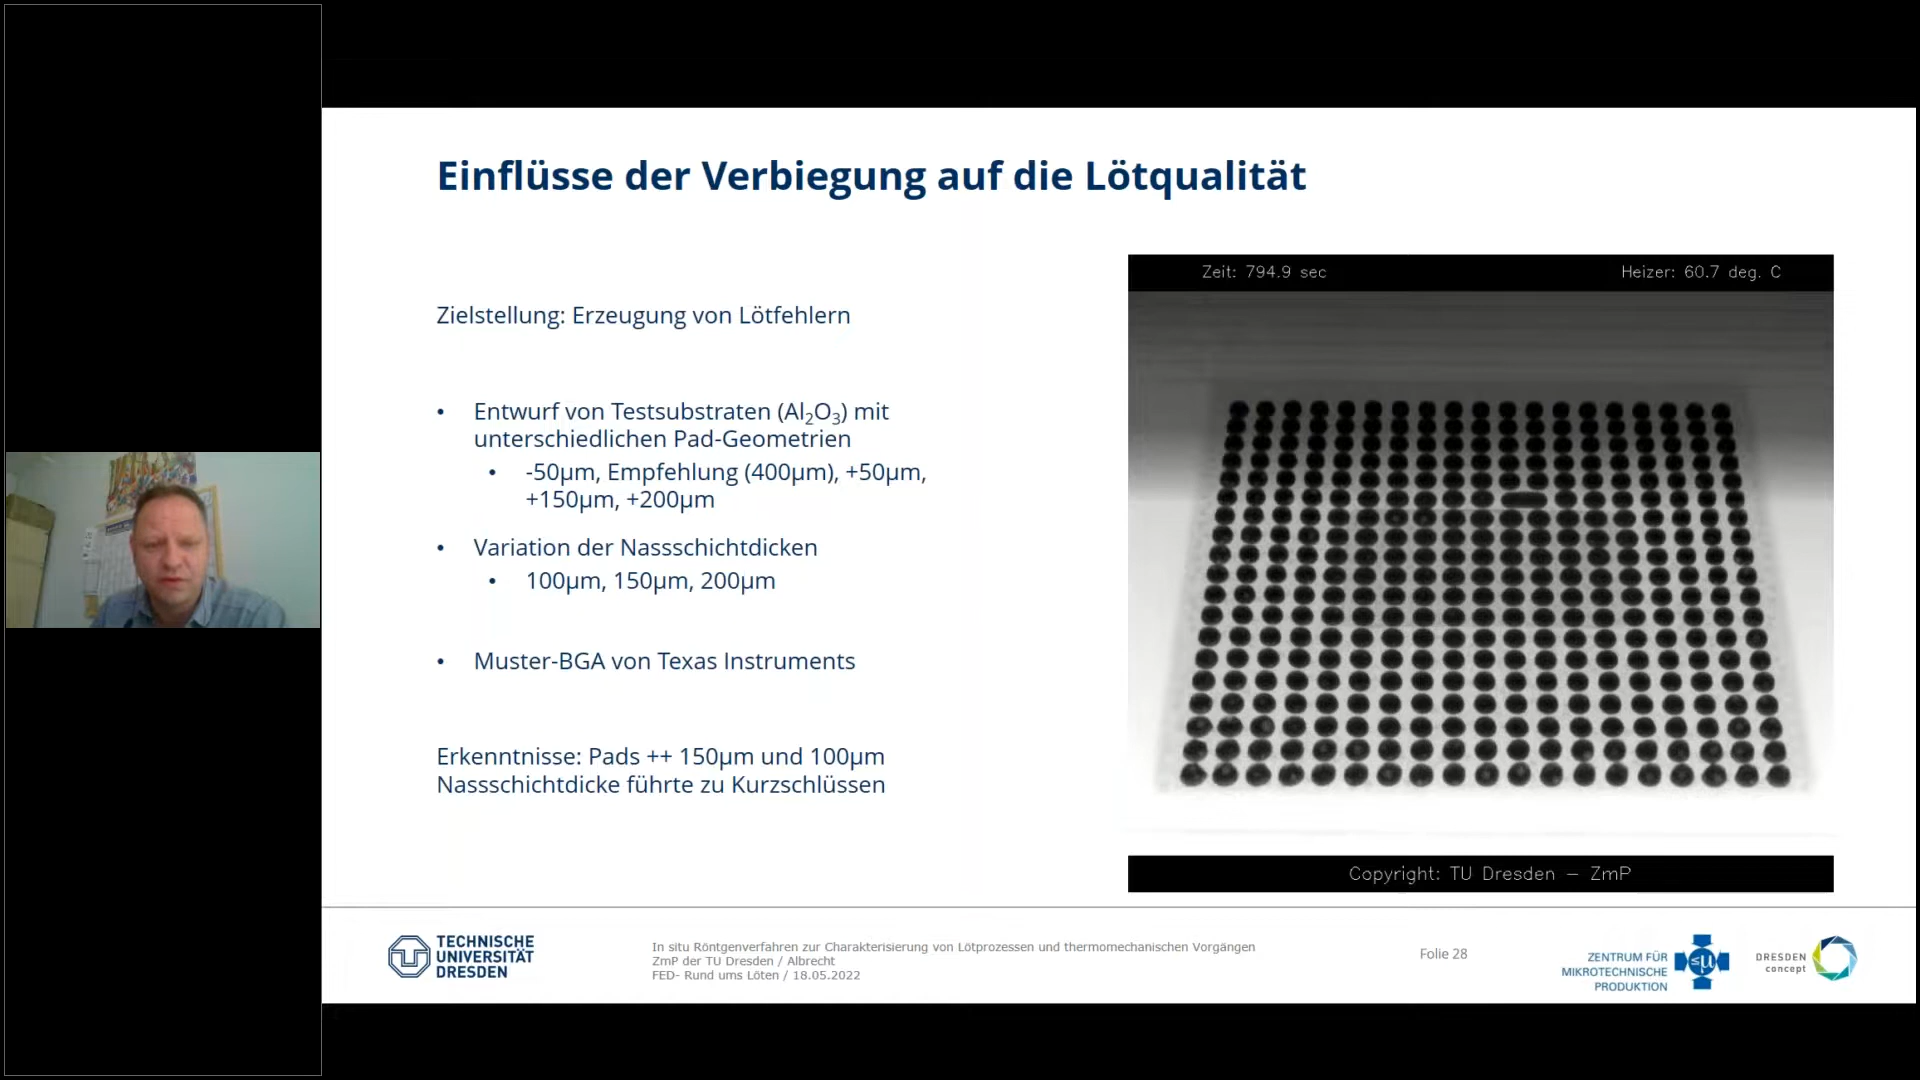 Einflüsse der Verbiegung auf die Lötqualität
Zielstellung: Erzeugung von Lötfehlern
• Entwurf von Testsubstraten (Al₂O₃) mit
unterschiedlichen Pad-Geometrien
• -50µm, Empfehlung (400µm), +50µm,
+150µm, +200µm
• Variation der Nassschichtdicken
• 100µm, 150µm, 200µm
• Muster-BGA von Texas Instruments
Erkenntnisse: Pads ++ 150µm und 100µm
Nassschichtdicke führte zu Kurzschlüssen
Zeit: 794.9 sec
Heizer: 60.7 deg. C
Copyright: TU Dresden – ZmP
TECHNISCHE
UNIVERSITÄT
DRESDEN
In situ Röntgenverfahren zur Charakterisierung von Lötprozessen und thermomechanischen Vorgängen
ZmP der TU Dresden / Albrecht
FED- Rund ums Löten / 18.05.2022
Folie 28
ZENTRUM FÜR
MIKROTECHNISCHE
PRODUKTION
sµ
DRESDEN
concept